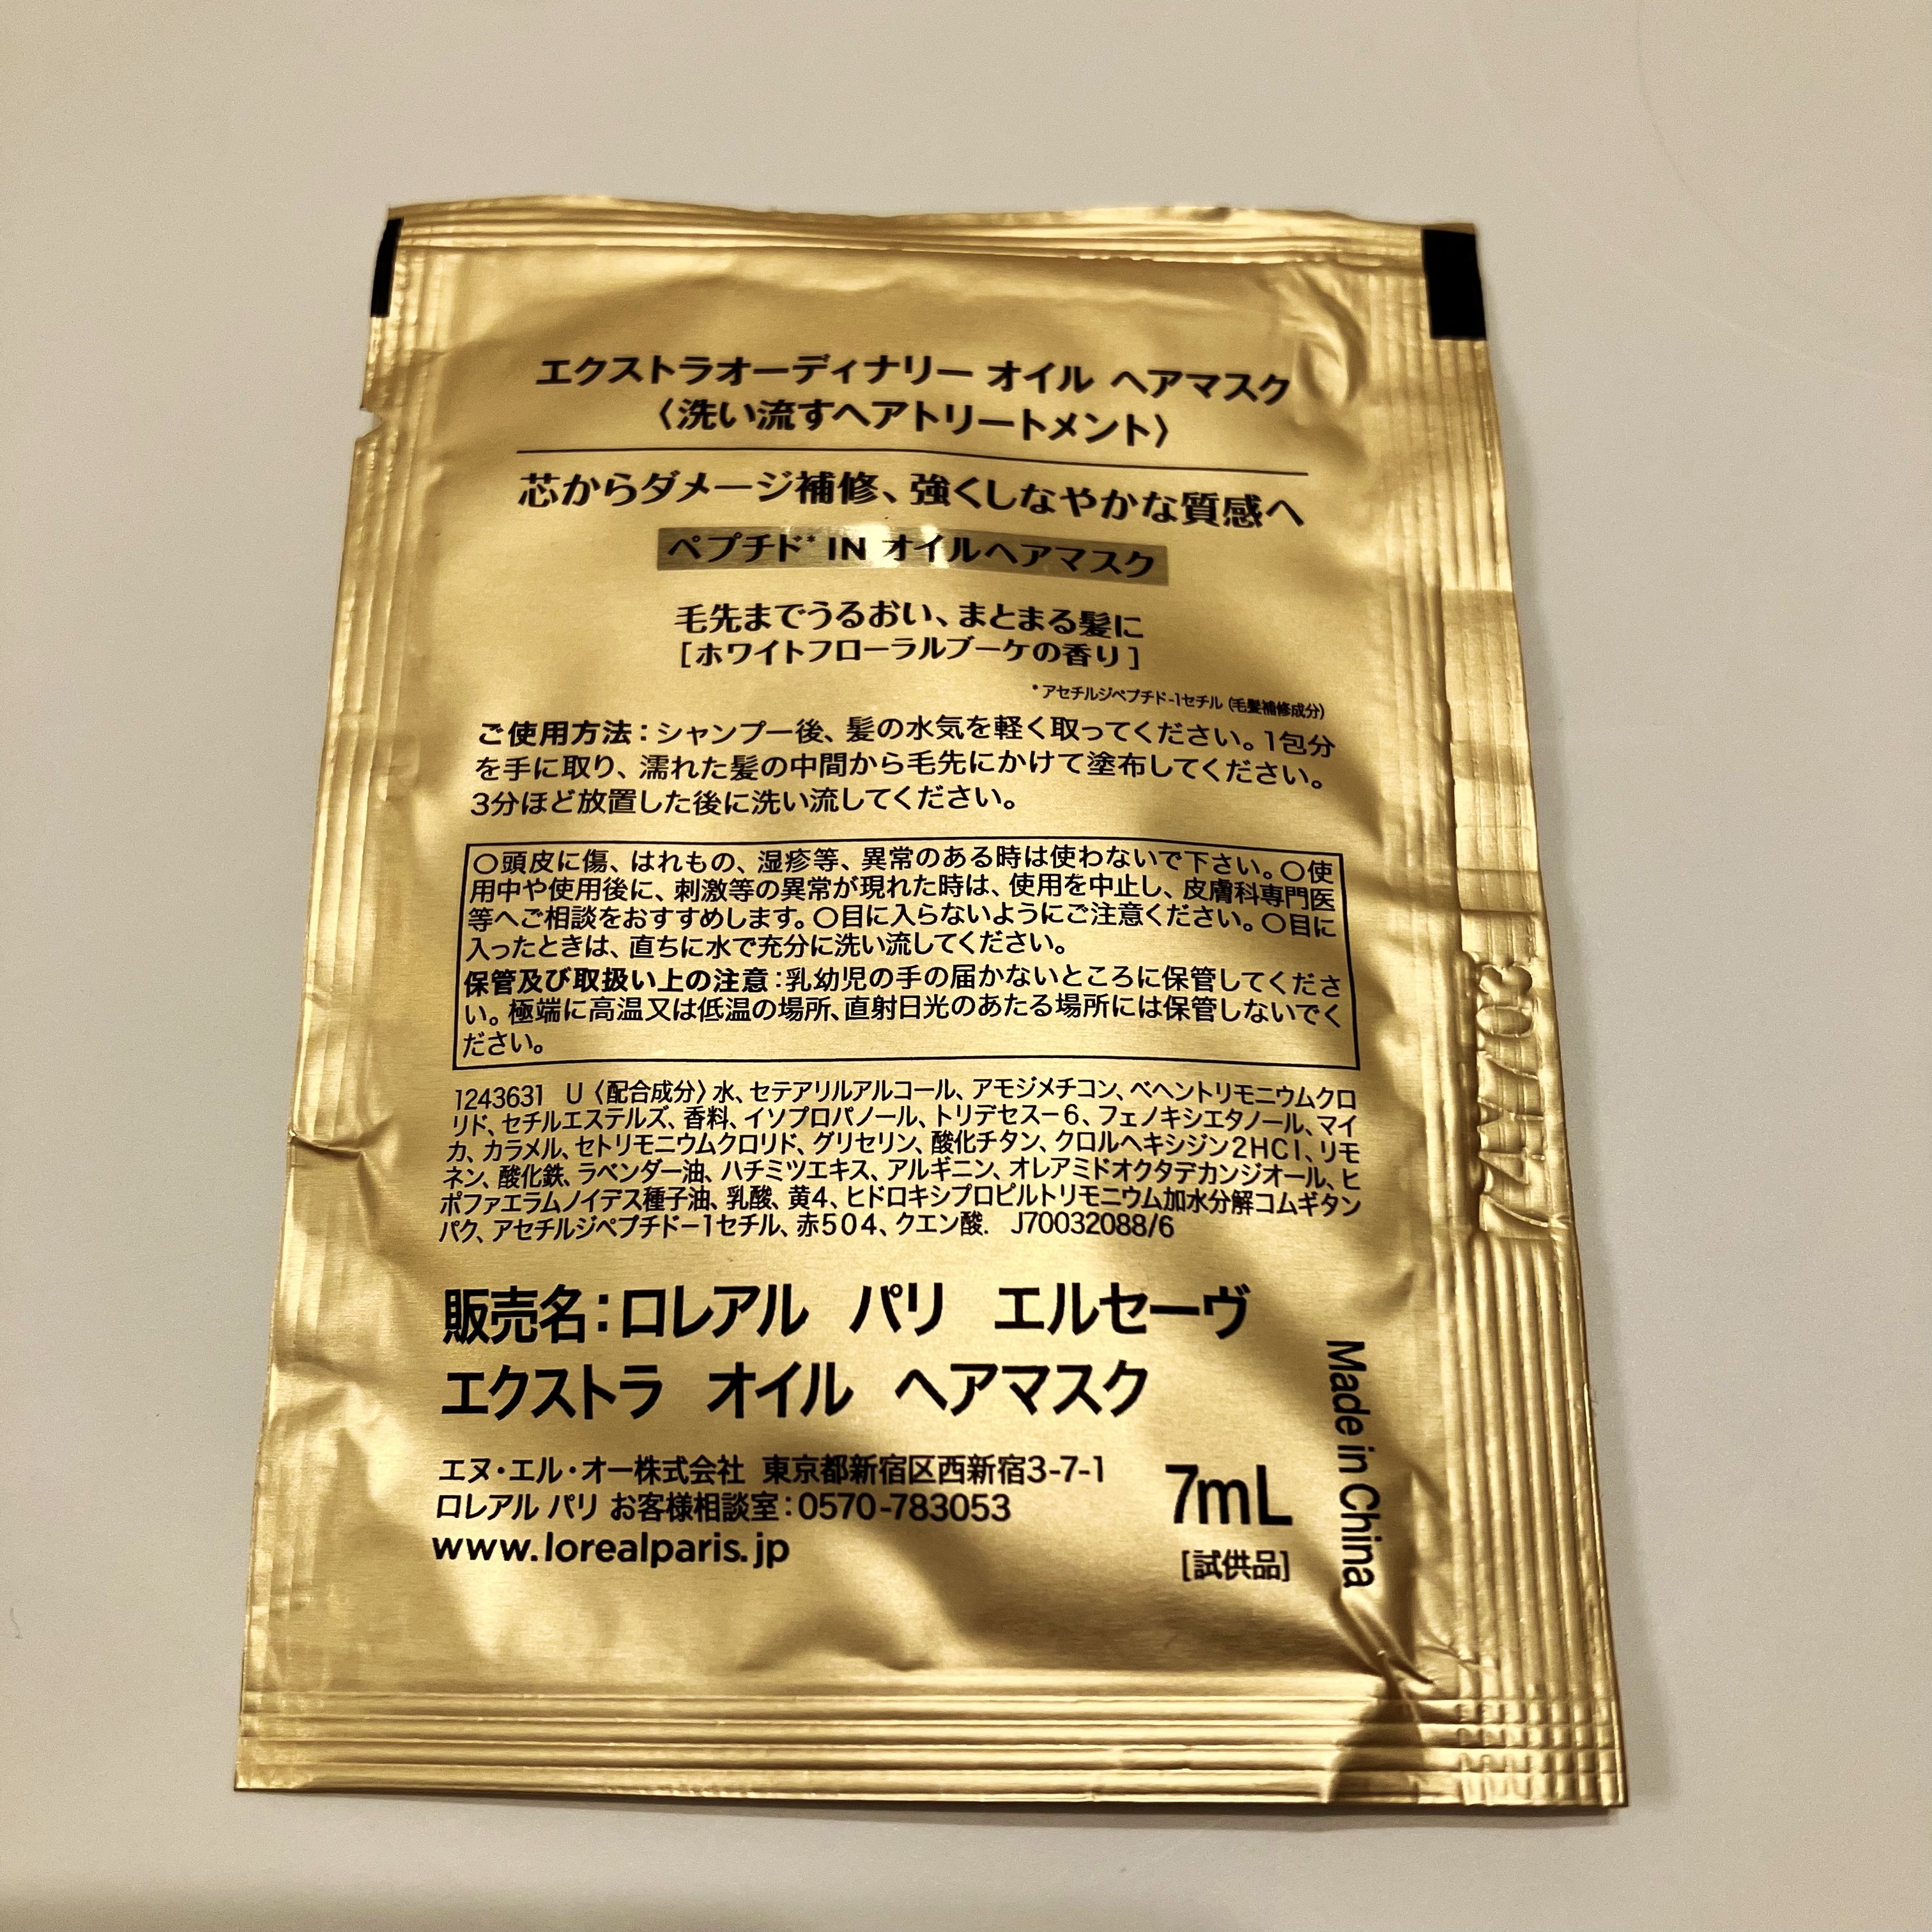 エクストラオーディナリー オイル ヘアマスク
〈洗い流すヘアトリートメント〉
芯からダメージ補修、強くしなやかな質感へ
ペプチド* IN オイルヘアマスク
毛先までうるおい、まとまる髪に
[ホワイトフローラルブーケの香り]
*アセチルジペプチド-1セチル (毛髪補修成分)
ご使用方法：シャンプー後、髪の水気を軽く取ってください。1包分
を手に取り、濡れた髪の中間から毛先にかけて塗布してください。
3分ほど放置した後に洗い流してください。
〇頭皮に傷、はれもの、湿疹等、異常のある時は使わないで下さい。〇使
用中や使用後に、刺激等の異常が現れた時は、使用を中止し、皮膚科専門医
等へご相談をおすすめします。〇目に入らないようにご注意ください。〇目に
入ったときは、直ちに水で充分に洗い流してください。
保管及び取扱い上の注意：乳幼児の手の届かないところに保管してくださ
い。極端に高温又は低温の場所、直射日光のあたる場所には保管しないでく
ださい。
1243631 U〈配合成分〉水、セテアリルアルコール、アモジメチコン、ベヘントリモニウムクロ
リド、セチルエステルズ、香料、イソプロパノール、トリデセス－6、フェノキシエタノール、マイ
カ、カラメル、セトリモニウムクロリド、グリセリン、酸化チタン、クロルヘキシジン2HCl、リモ
ネン、酸化鉄、ラベンダー油、ハチミツエキス、アルギニン、オレアミドオクタデカンジオール、ヒ
ポファエラムノイデス種子油、乳酸、黄4、ヒドロキシプロピルトリモニウム加水分解コムギタン
パク、アセチルジペプチド－1セチル、赤504、クエン酸. J70032088/6
販売名：ロレアル パリ エルセーヴ
エクストラ オイル ヘアマスク
エヌ・エル・オー株式会社 東京都新宿区西新宿3-7-1
ロレアル パリ お客様相談室：0570-783053
www.lorealparis.jp
7mL
[試供品]
Made in China